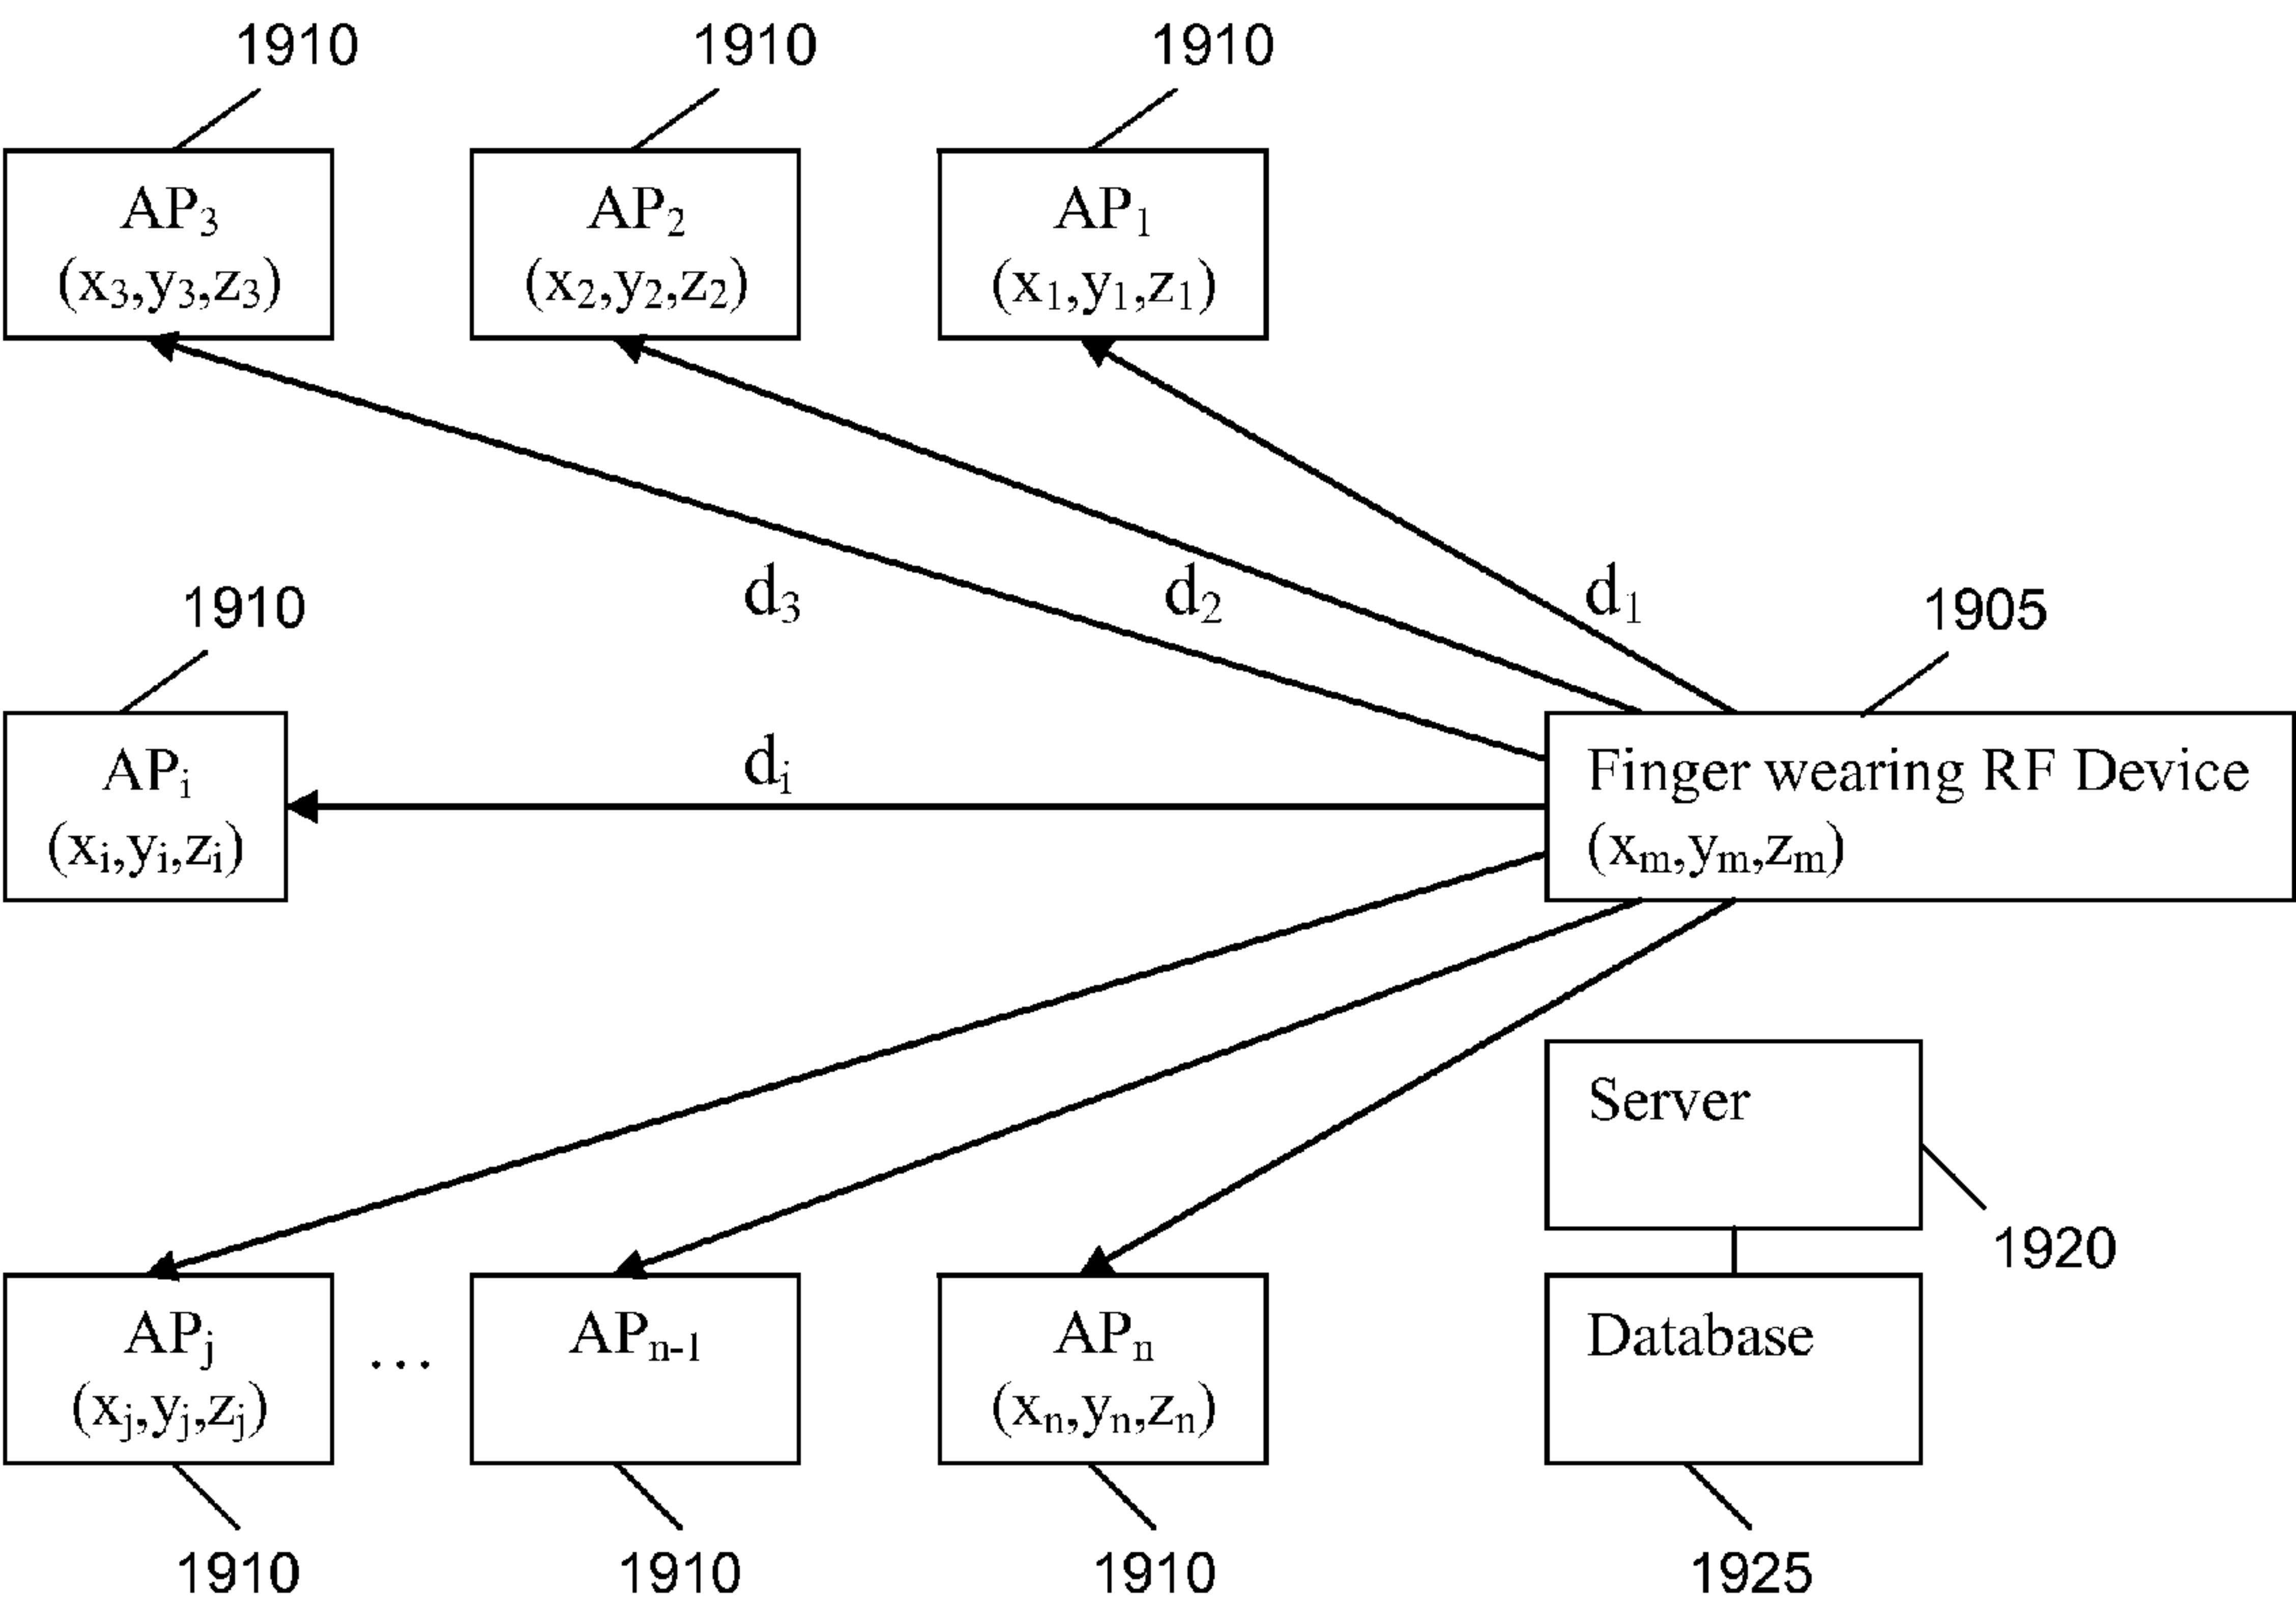 1910
1910
1910
AP3
(x3,y3,z3)
AP2
(x2,y2,z2)
AP1
(x1,y1,z1)
d3
d2
d1
1910
1905
APi
(xi,yi,zi)
di
Finger wearing RF Device
(xm,ym,zm)
Server
1920
APj
(xj,yj,zj)
...
APn-1
APn
(xn,yn,zn)
Database
1910
1910
1910
1925